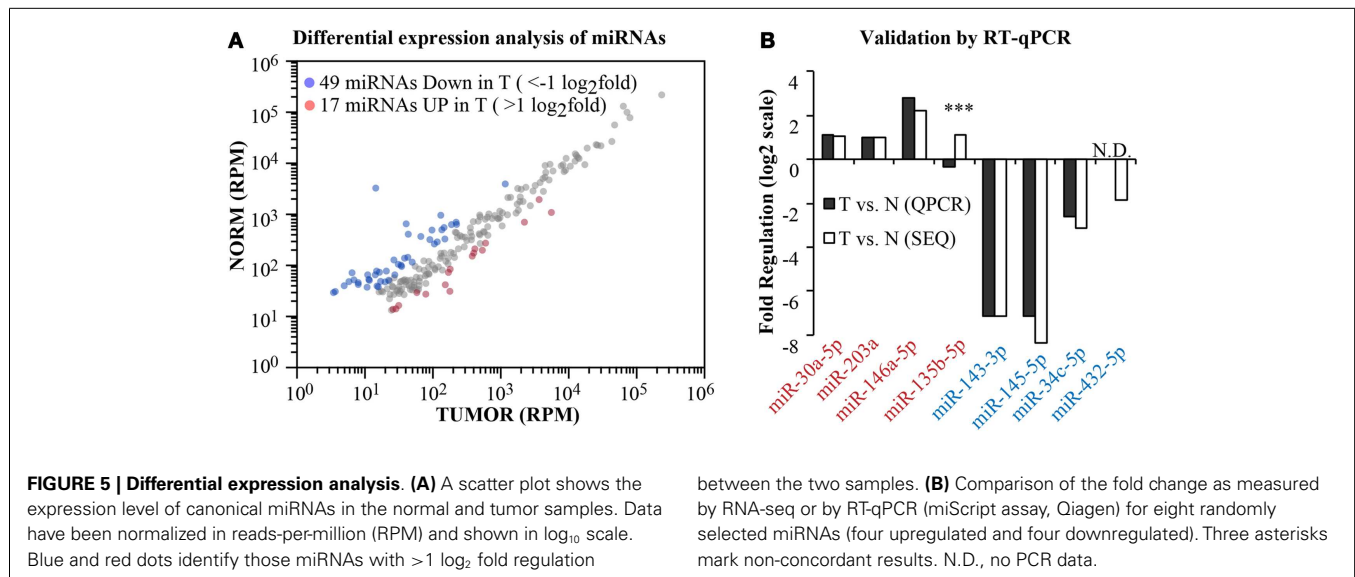 A Differential expression analysis of miRNAs
10^6
10^5
10^4
10^3
10^2
10^1
10^0
NORM (RPM)
49 miRNAs Down in T ( <-1 log₂fold)
17 miRNAs UP in T ( >1 log₂fold)
10^0 10^1 10^2 10^3 10^4 10^5 10^6
TUMOR (RPM)
B Validation by RT-qPCR
4
2
0
-2
-4
-6
-8
Fold Regulation (log2 scale)
***
N.D.
T vs. N (QPCR)
T vs. N (SEQ)
miR-30a-5p
miR-203a
miR-146a-5p
miR-135b-5p
miR-143-3p
miR-145-5p
miR-34c-5p
miR-432-5p
FIGURE 5 | Differential expression analysis. (A) A scatter plot shows the
expression level of canonical miRNAs in the normal and tumor samples. Data
have been normalized in reads-per-million (RPM) and shown in log₁₀ scale.
Blue and red dots identify those miRNAs with >1 log₂ fold regulation
between the two samples. (B) Comparison of the fold change as measured
by RNA-seq or by RT-qPCR (miScript assay, Qiagen) for eight randomly
selected miRNAs (four upregulated and four downregulated). Three asterisks
mark non-concordant results. N.D., no PCR data.